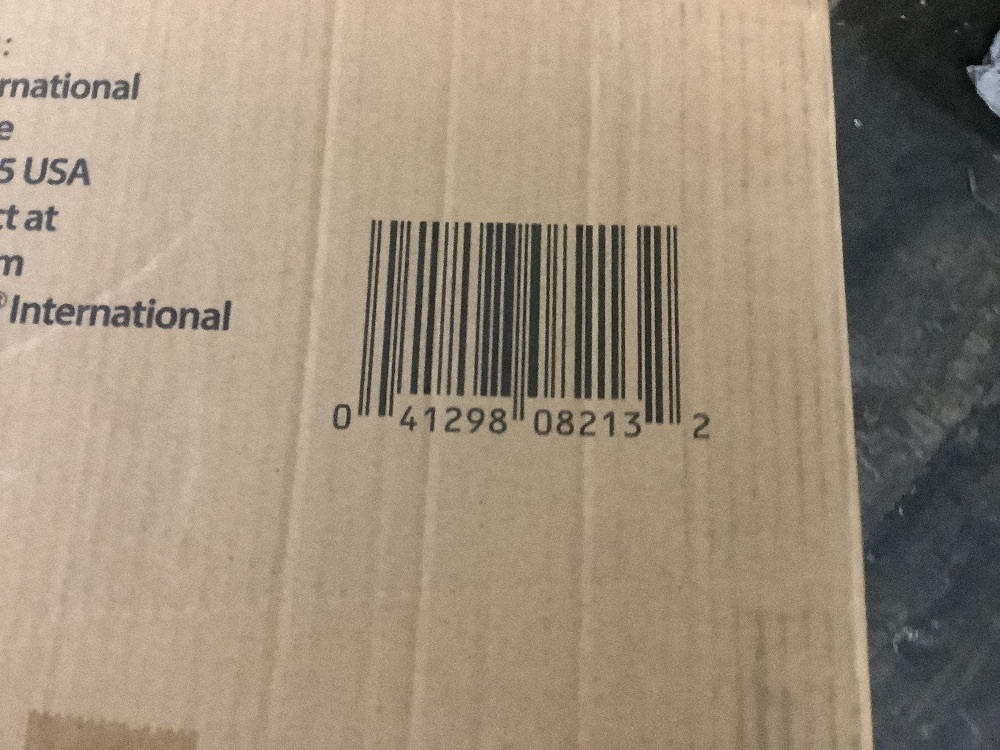 :
rnational
e
5 USA
ct at
m
®International
0 41298 08213 2